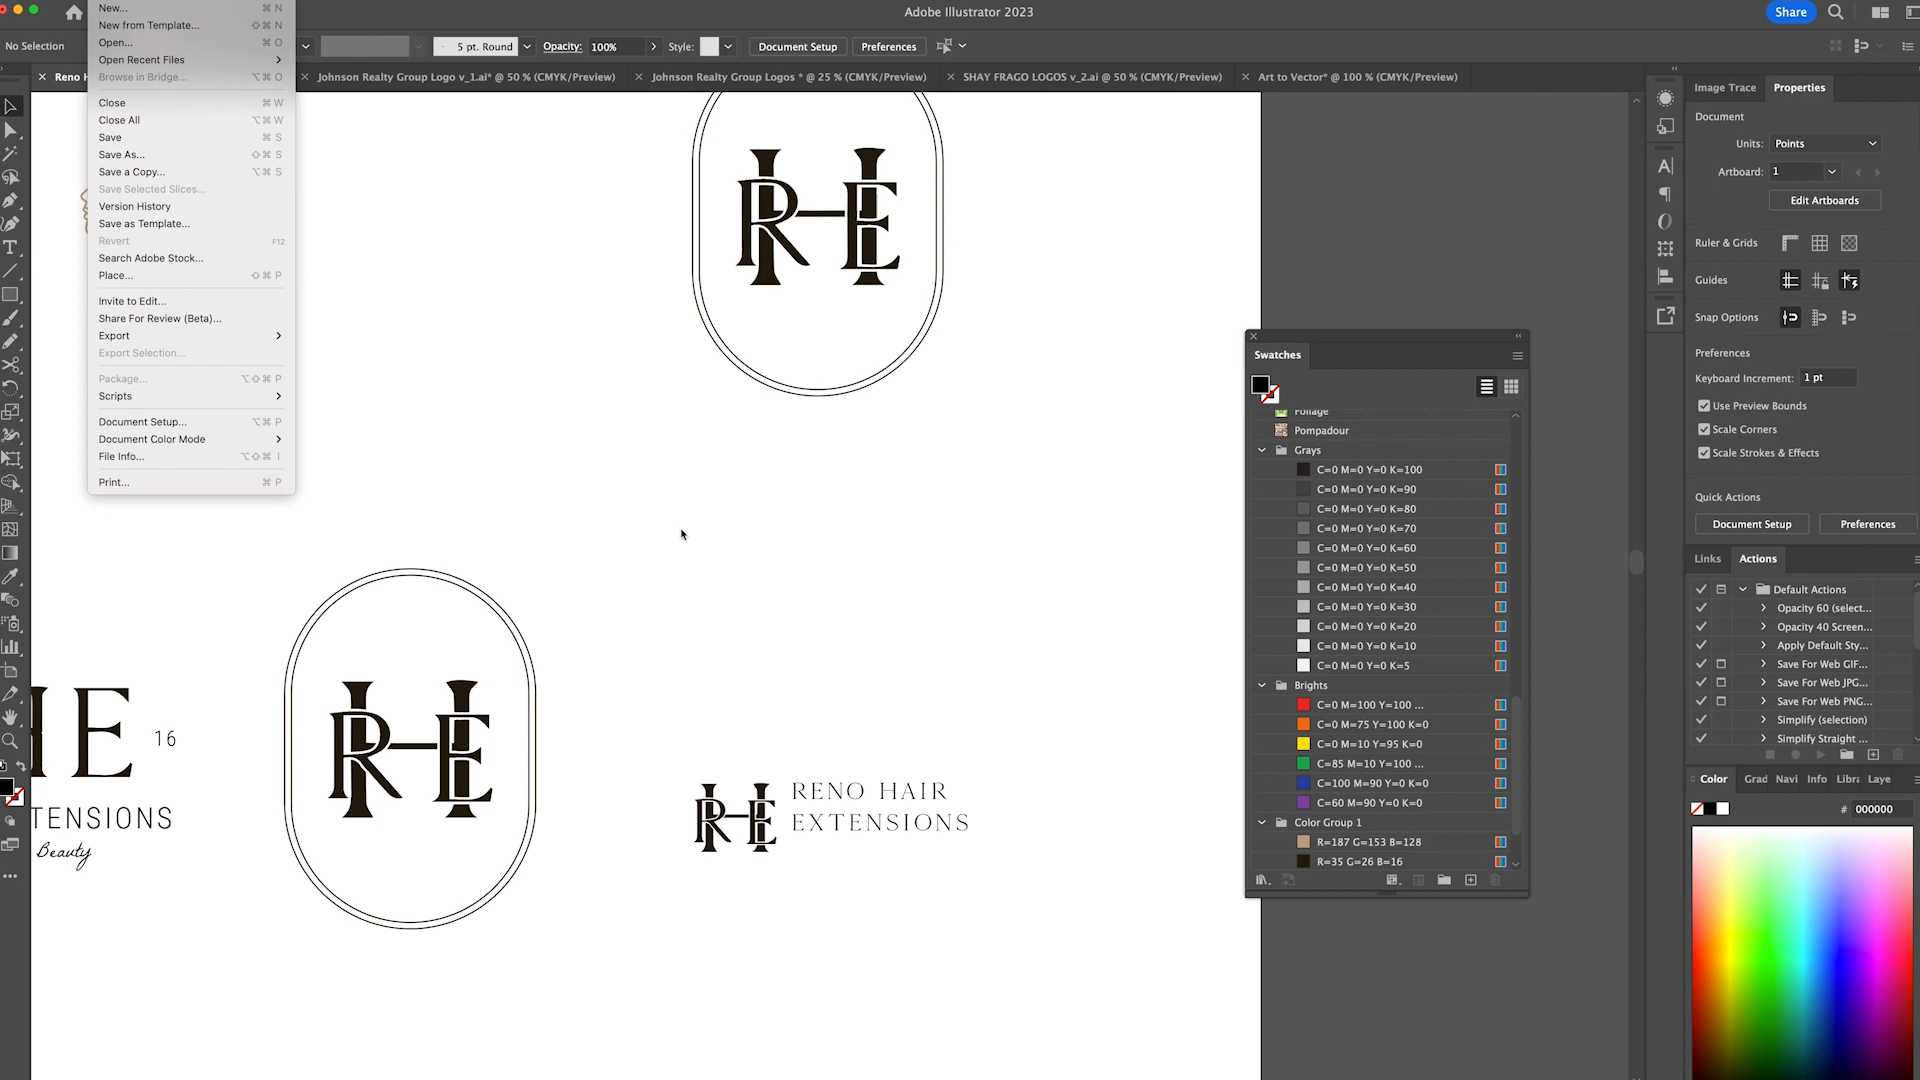 Adobe Illustrator 2023
Share
New... ⌘ N
New from Template... ⇧⌘ N
Open... ⌘ O
Open Recent Files
Browse in Bridge... ⌥⌘ O
Close ⌘ W
Close All ⌥⌘ W
Save ⌘ S
Save As... ⇧⌘ S
Save a Copy... ⌥⌘ S
Save Selected Slices...
Version History
Save as Template...
Revert F12
Search Adobe Stock...
Place... ⇧⌘ P
Invite to Edit...
Share For Review (Beta)...
Export
Export Selection...
Package... ⌥⇧⌘ P
Scripts
Document Setup... ⌥⌘ P
Document Color Mode
File Info... ⌥⇧⌘ I
Print... ⌘ P
No Selection
5 pt. Round
Opacity: 100%
Style:
Document Setup
Preferences
Reno H
Johnson Realty Group Logo v_1.ai* @ 50 % (CMYK/Preview)
Johnson Realty Group Logos * @ 25 % (CMYK/Preview)
SHAY FRAGO LOGOS v_2.ai @ 50 % (CMYK/Preview)
Art to Vector* @ 100 % (CMYK/Preview)
RHE
RHE
HE 16
TENSIONS
Beauty
RHE
RENO HAIR
EXTENSIONS
Swatches
Foliage
Pompadour
Grays
C=0 M=0 Y=0 K=100
C=0 M=0 Y=0 K=90
C=0 M=0 Y=0 K=80
C=0 M=0 Y=0 K=70
C=0 M=0 Y=0 K=60
C=0 M=0 Y=0 K=50
C=0 M=0 Y=0 K=40
C=0 M=0 Y=0 K=30
C=0 M=0 Y=0 K=20
C=0 M=0 Y=0 K=10
C=0 M=0 Y=0 K=5
Brights
C=0 M=100 Y=100 ...
C=0 M=75 Y=100 K=0
C=0 M=10 Y=95 K=0
C=85 M=10 Y=100 ...
C=100 M=90 Y=0 K=0
C=60 M=90 Y=0 K=0
Color Group 1
R=187 G=153 B=128
R=35 G=26 B=16
Image Trace
Properties
Document
Units: Points
Artboard: 1
Edit Artboards
Ruler & Grids
Guides
Snap Options
Preferences
Keyboard Increment: 1 pt
Use Preview Bounds
Scale Corners
Scale Strokes & Effects
Quick Actions
Document Setup
Preferences
Links
Actions
Default Actions
Opacity 60 (select...
Opacity 40 Screen...
Apply Default Sty...
Save For Web GIF...
Save For Web JPG...
Save For Web PNG...
Simplify (selection)
Simplify Straight ...
Color
Grad
Navi
Info
Libra
Laye
# 000000